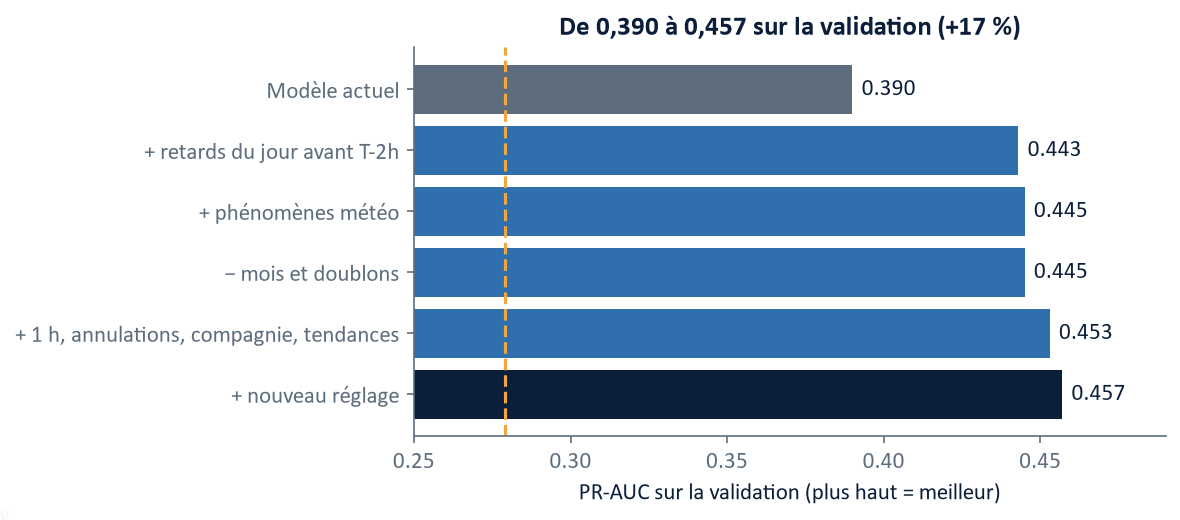 De 0,390 à 0,457 sur la validation (+17 %)
Modèle actuel
0.390
+ retards du jour avant T-2h
0.443
+ phénomènes météo
0.445
− mois et doublons
0.445
+ 1 h, annulations, compagnie, tendances
0.453
+ nouveau réglage
0.457
0.25 0.30 0.35 0.40 0.45
PR-AUC sur la validation (plus haut = meilleur)